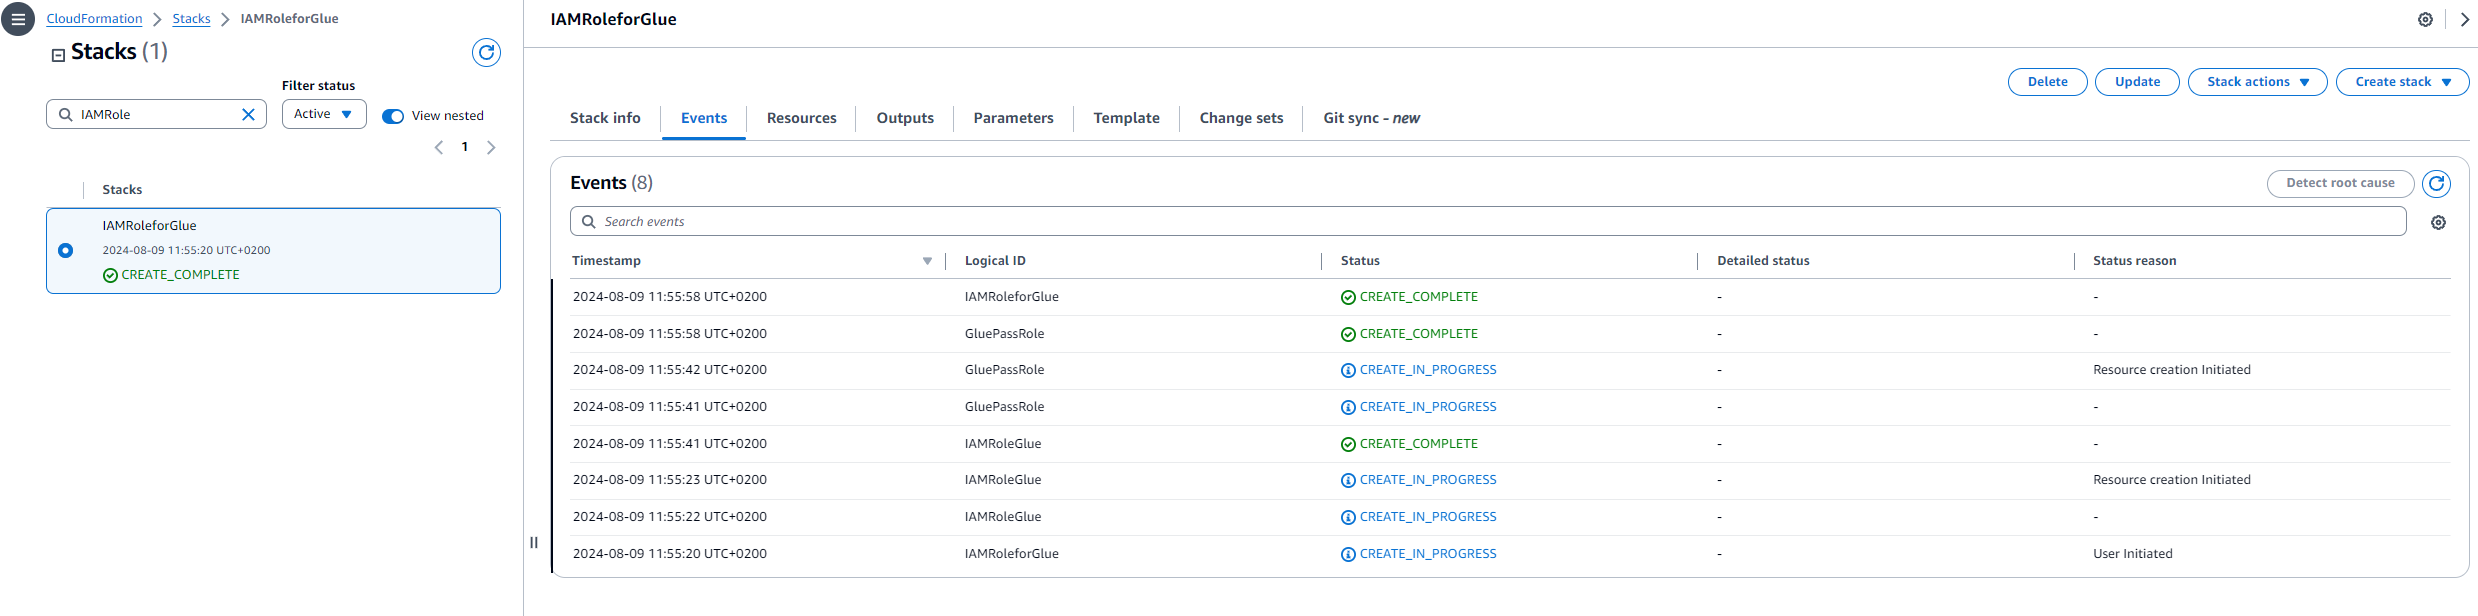 CloudFormation > Stacks > IAMRoleforGlue
Stacks (1)
Filter status
IAMRole
Active
View nested
1
Stacks
IAMRoleforGlue
2024-08-09 11:55:20 UTC+0200
CREATE_COMPLETE
IAMRoleforGlue
Delete Update Stack actions Create stack
Stack info Events Resources Outputs Parameters Template Change sets Git sync - new
Events (8)
Detect root cause
Search events
Timestamp Logical ID Status Detailed status Status reason
2024-08-09 11:55:58 UTC+0200 IAMRoleforGlue CREATE_COMPLETE - -
2024-08-09 11:55:58 UTC+0200 GluePassRole CREATE_COMPLETE - -
2024-08-09 11:55:42 UTC+0200 GluePassRole CREATE_IN_PROGRESS - Resource creation Initiated
2024-08-09 11:55:41 UTC+0200 GluePassRole CREATE_IN_PROGRESS - -
2024-08-09 11:55:41 UTC+0200 IAMRoleGlue CREATE_COMPLETE - -
2024-08-09 11:55:23 UTC+0200 IAMRoleGlue CREATE_IN_PROGRESS - Resource creation Initiated
2024-08-09 11:55:22 UTC+0200 IAMRoleGlue CREATE_IN_PROGRESS - -
2024-08-09 11:55:20 UTC+0200 IAMRoleforGlue CREATE_IN_PROGRESS - User Initiated